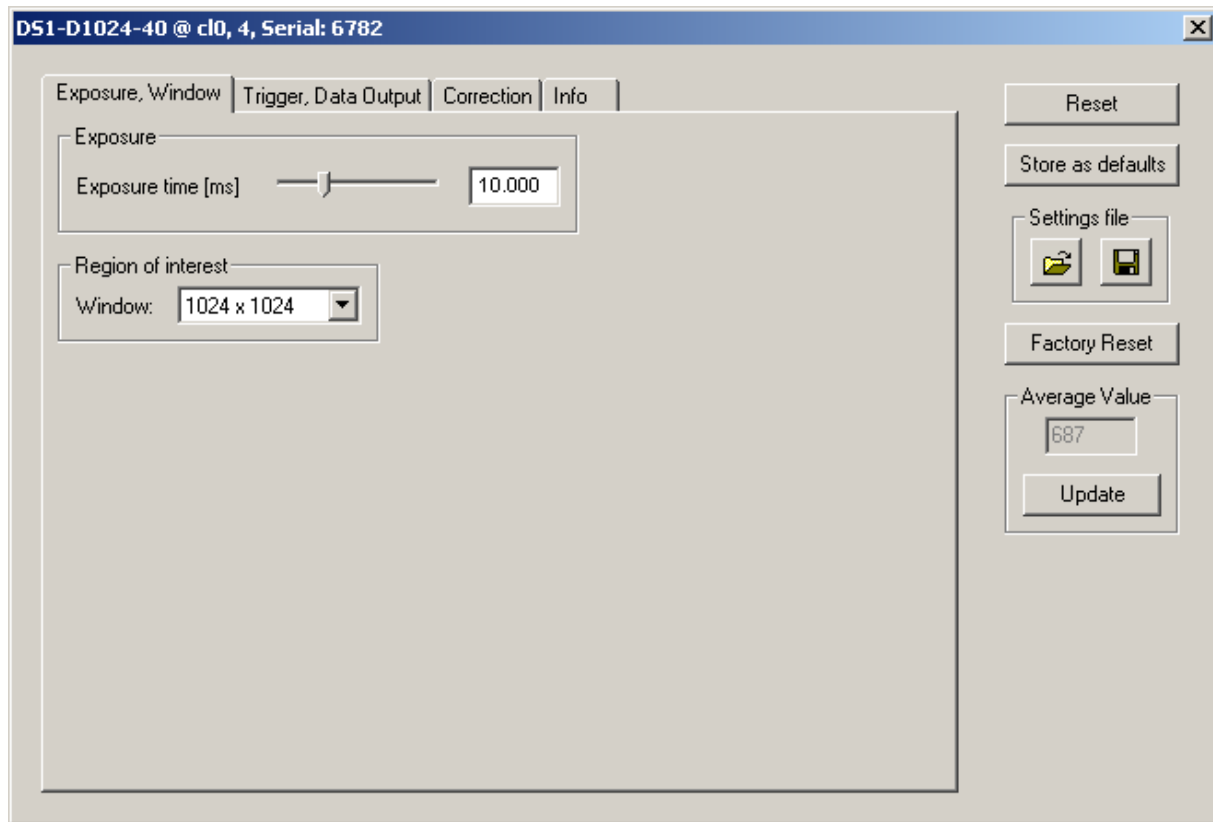 DS1-D1024-40 @ cl0, 4, Serial: 6782
Exposure, Window
Trigger, Data Output
Correction
Info
Exposure
Exposure time [ms]
10.000
Region of interest
Window:
1024 x 1024
Reset
Store as defaults
Settings file
Factory Reset
Average Value
687
Update